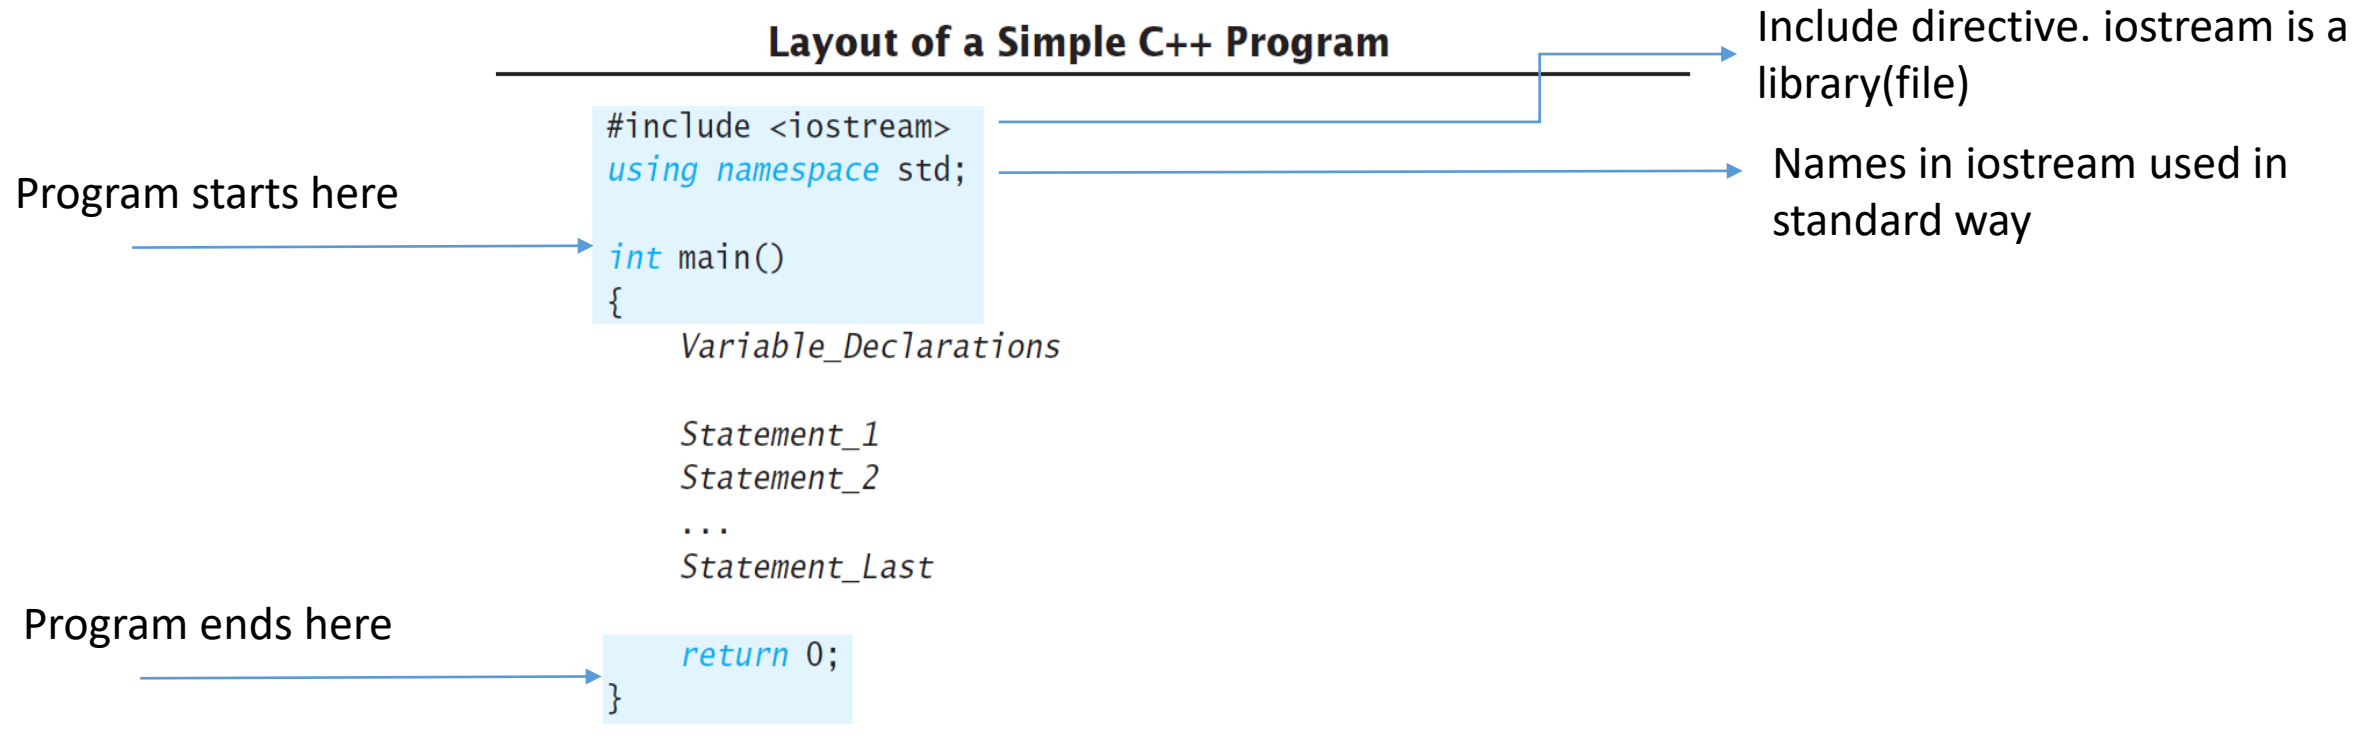 Layout of a Simple C++ Program
Include directive. iostream is a
library(file)
#include <iostream>
using namespace std;
Names in iostream used in
standard way
Program starts here
int main()
{
Variable_Declarations
Statement_1
Statement_2
...
Statement_Last
Program ends here
return 0;
}